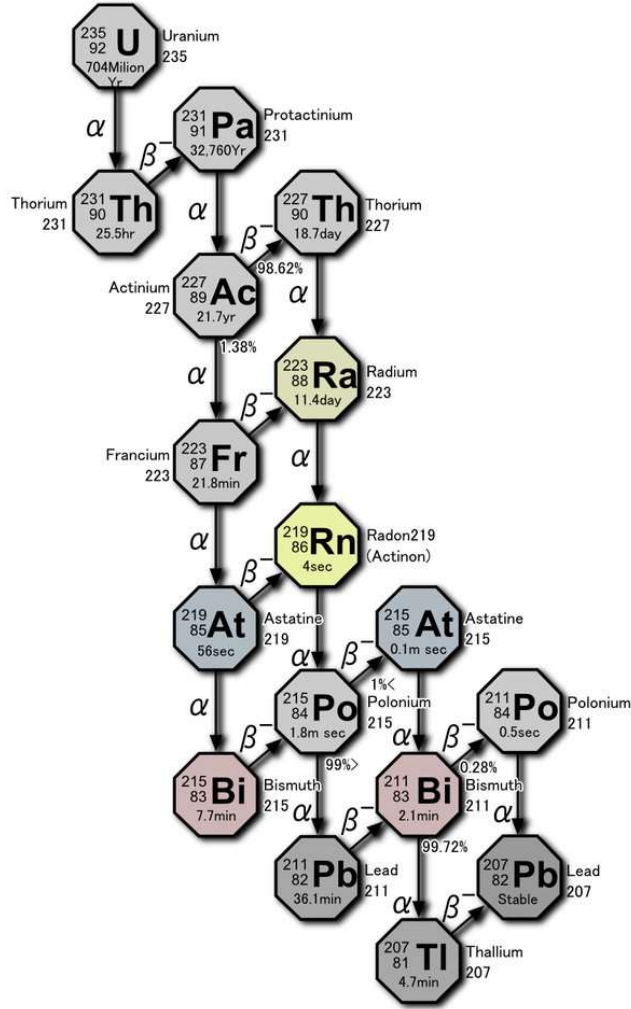 235
92 U
704Milion
Yr
Uranium
235
α
β−
231
91 Pa
32,760Yr
Protactinium
231
Thorium
231
231
90 Th
25.5hr
α
β−
98.62%
227
90 Th
18.7day
Thorium
227
Actinium
227
227
89 Ac
21.7yr
1.38%
α
α
β−
223
88 Ra
11.4day
Radium
223
Francium
223
223
87 Fr
21.8min
α
α
β−
219
86 Rn
4sec
Radon219
(Actinon)
219
85 At
56sec
Astatine
219
α
β−
1%<
215
85 At
0.1m sec
Astatine
215
α
β−
215
84 Po
1.8m sec
Polonium
215
99%>
α
β−
0.28%
211
84 Po
0.5sec
Polonium
211
215
83 Bi
7.7min
Bismuth
215
α
β−
211
83 Bi
2.1min
Bismuth
211
99.72%
α
211
82 Pb
36.1min
Lead
211
α
β−
207
82 Pb
Stable
Lead
207
207
81 Tl
4.7min
Thallium
207